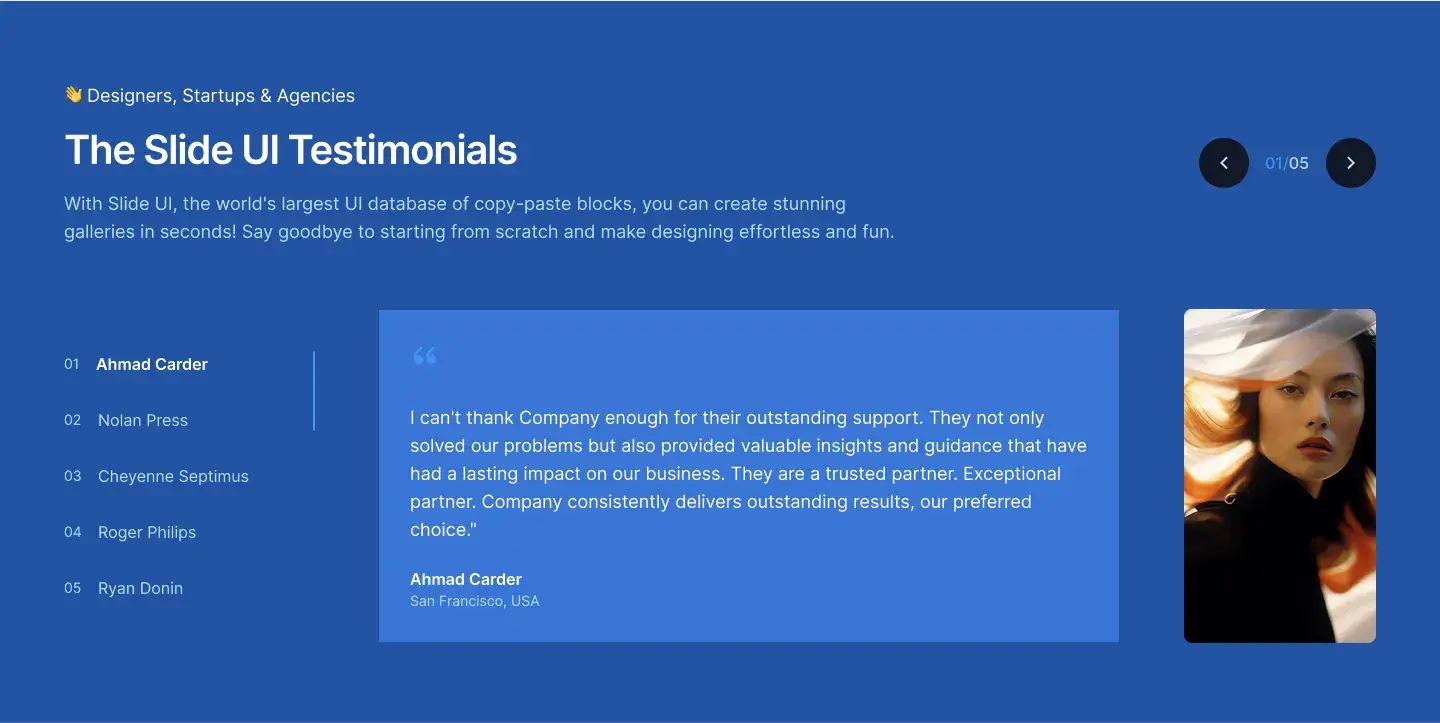 👋 Designers, Startups & Agencies
The Slide UI Testimonials
With Slide UI, the world's largest UI database of copy-paste blocks, you can create stunning
galleries in seconds! Say goodbye to starting from scratch and make designing effortless and fun.
01/05
01 Ahmad Carder
02 Nolan Press
03 Cheyenne Septimus
04 Roger Philips
05 Ryan Donin
“
I can't thank Company enough for their outstanding support. They not only
solved our problems but also provided valuable insights and guidance that have
had a lasting impact on our business. They are a trusted partner. Exceptional
partner. Company consistently delivers outstanding results, our preferred
choice."
Ahmad Carder
San Francisco, USA